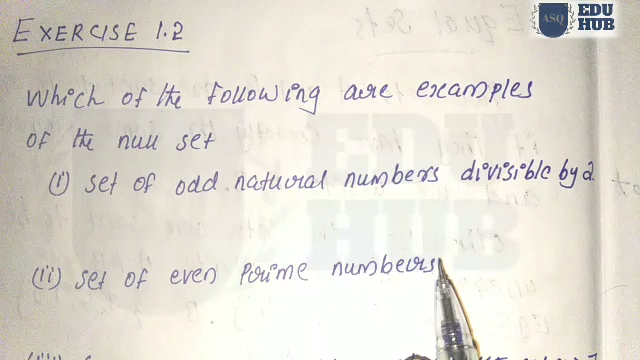 EXERCISE 1.2
ASQ EDU HUB
Which of the following are examples
of the null set
(i) set of odd natural numbers divisible by 2.
(ii) set of even prime numbers